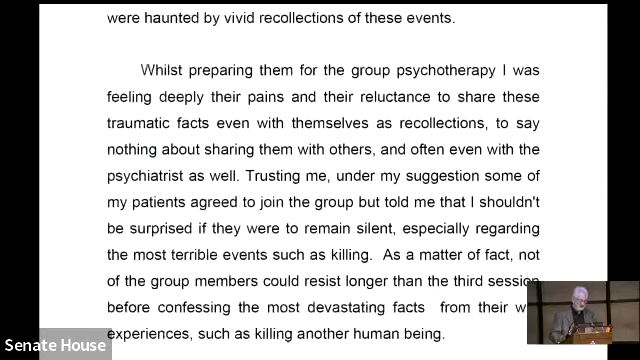 were haunted by vivid recollections of these events.
Whilst preparing them for the group psychotherapy I was
feeling deeply their pains and their reluctance to share these
traumatic facts even with themselves as recollections, to say
nothing about sharing them with others, and often even with the
psychiatrist as well. Trusting me, under my suggestion some of
my patients agreed to join the group but told me that I shouldn't
be surprised if they were to remain silent, especially regarding
the most terrible events such as killing. As a matter of fact, not
of the group members could resist longer than the third session
before confessing the most devastating facts from their
experiences, such as killing another human being.
Senate House